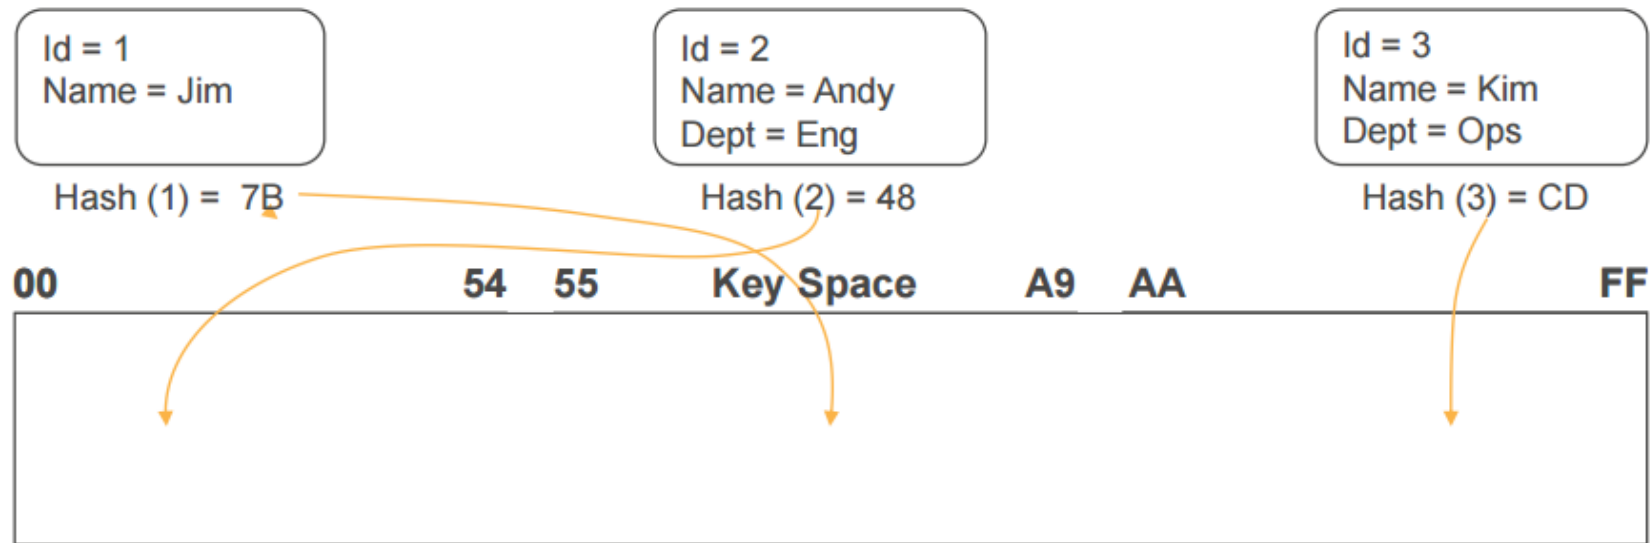 Id = 1
Name = Jim
Id = 2
Name = Andy
Dept = Eng
Id = 3
Name = Kim
Dept = Ops
Hash (1) = 7B
Hash (2) = 48
Hash (3) = CD
00 54 55 Key Space A9 AA FF